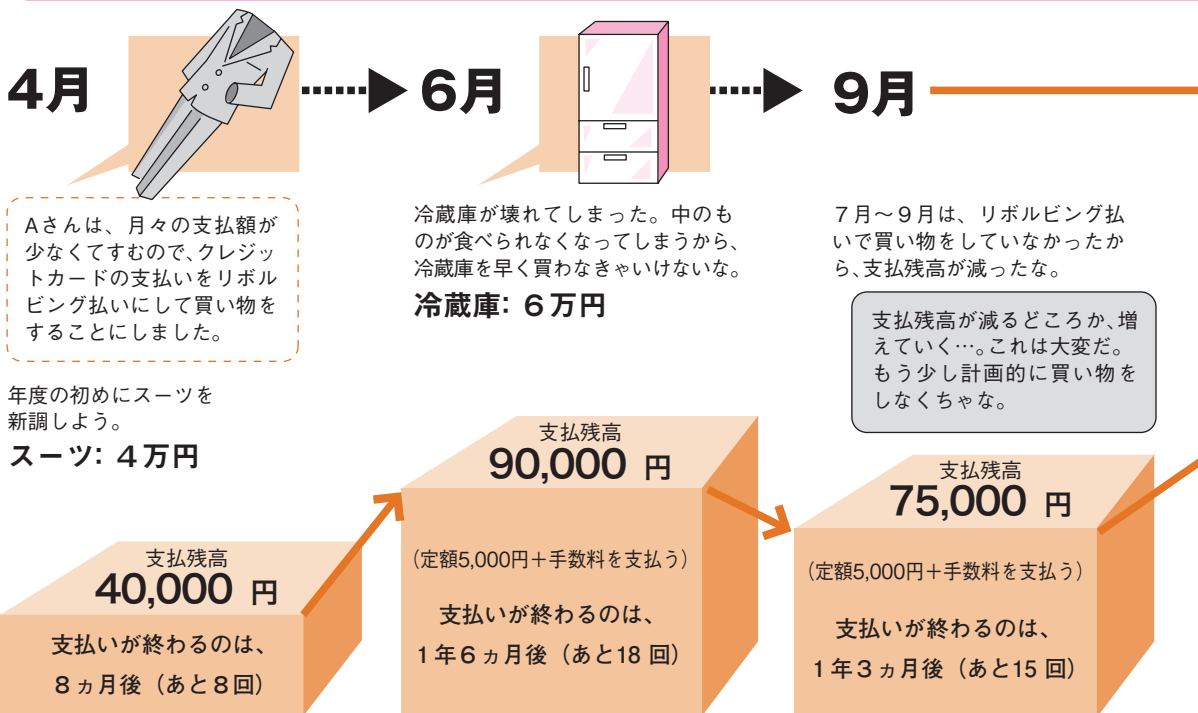 4月
Aさんは、月々の支払額が
少なくてすむので、クレジッ
トカードの支払いをリボル
ビング払いにして買い物を
することにしました。
年度の初めにスーツを
新調しよう。
スーツ: 4万円
支払残高
40,000 円
支払いが終わるのは、
8ヵ月後(あと8回)
6月
冷蔵庫が壊れてしまった。中のも
のが食べられなくなってしまうから、
冷蔵庫を早く買わなきゃいけないな。
冷蔵庫: 6万円
支払残高
90,000 円
(定額5,000円+手数料を支払う)
支払いが終わるのは、
1年6ヵ月後(あと18 回)
9月
7月~9月は、リボルビング払
いで買い物をしていなかったか
ら、支払残高が減ったな。
支払残高が減るどころか、増
えていく…。これは大変だ。
もう少し計画的に買い物を
しなくちゃな。
支払残高
75,000 円
(定額5,000円+手数料を支払う)
支払いが終わるのは、
1年3ヵ月後(あと15 回)